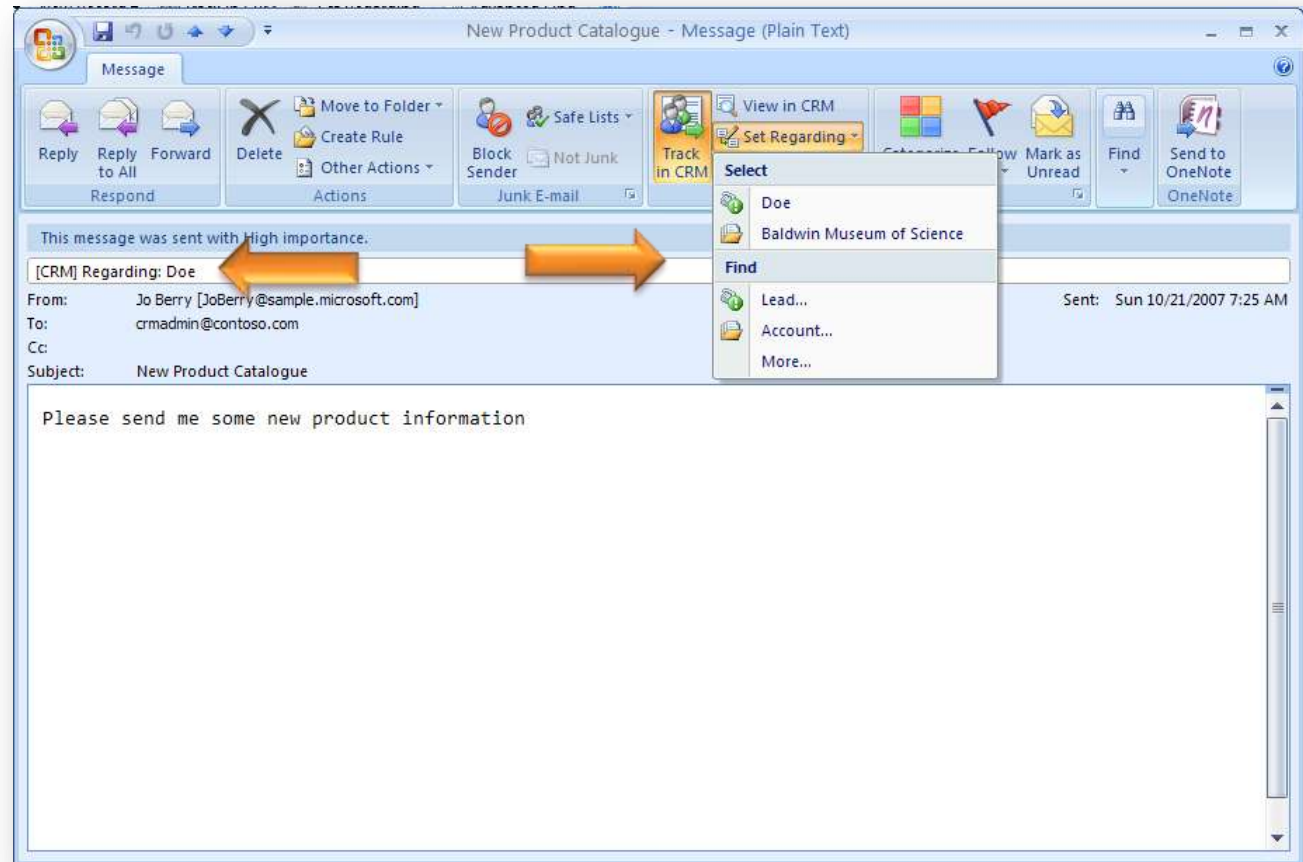 New Product Catalogue - Message (Plain Text)
Message
Reply
Reply to All
Forward
Respond
Delete
Move to Folder
Create Rule
Other Actions
Actions
Block Sender
Safe Lists
Not Junk
Junk E-mail
Track in CRM
View in CRM
Set Regarding
Mark as Unread
Find
Send to OneNote
OneNote
Select
Doe
Baldwin Museum of Science
Find
Lead...
Account...
More...
This message was sent with High importance.
[CRM] Regarding: Doe
From: Jo Berry [JoBerry@sample.microsoft.com]
Sent: Sun 10/21/2007 7:25 AM
To: crmadmin@contoso.com
Cc:
Subject: New Product Catalogue
Please send me some new product information